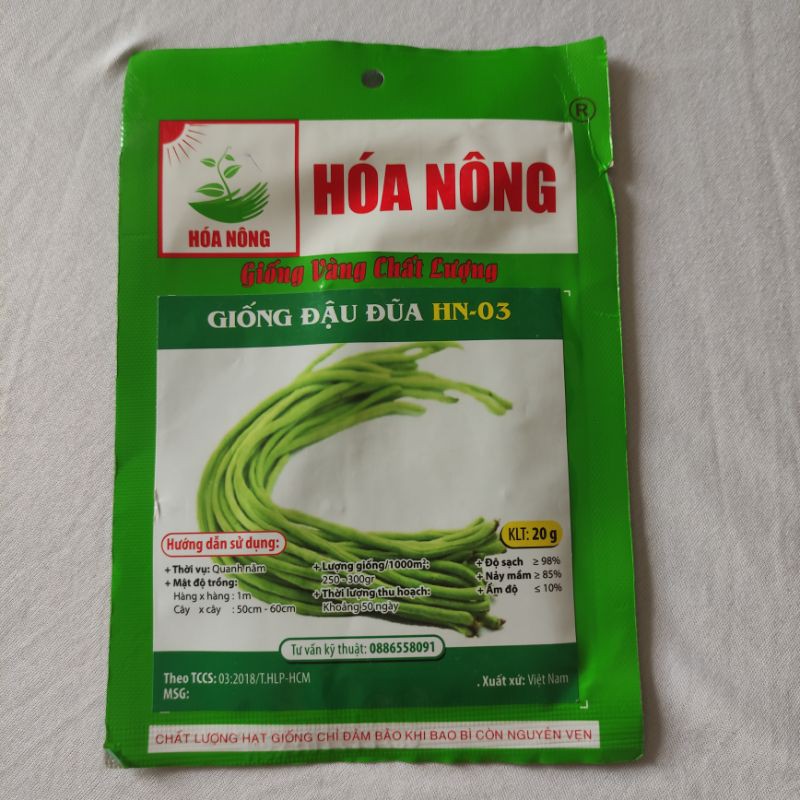 ®
HÓA NÔNG
HÓA NÔNG
Giống Vàng Chất Lượng
GIỐNG ĐẬU ĐŨA HN-03
KLT: 20 g
Hướng dẫn sử dụng:
+ Thời vụ: Quanh năm
+ Mật độ trồng:
Hàng x hàng : 1m
Cây x cây : 50cm - 60cm
+ Lượng giống/1000m²:
250 - 300gr
+ Thời lượng thu hoạch:
Khoảng 50 ngày
+ Độ sạch ≥ 98%
+ Nảy mầm ≥ 85%
+ Ẩm độ ≤ 10%
Tư vấn kỹ thuật: 0886558091
Theo TCCS: 03:2018/T.HLP-HCM
MSG:
. Xuất xứ: Việt Nam
CHẤT LƯỢNG HẠT GIỐNG CHỈ ĐẢM BẢO KHI BAO BÌ CÒN NGUYÊN VẸN